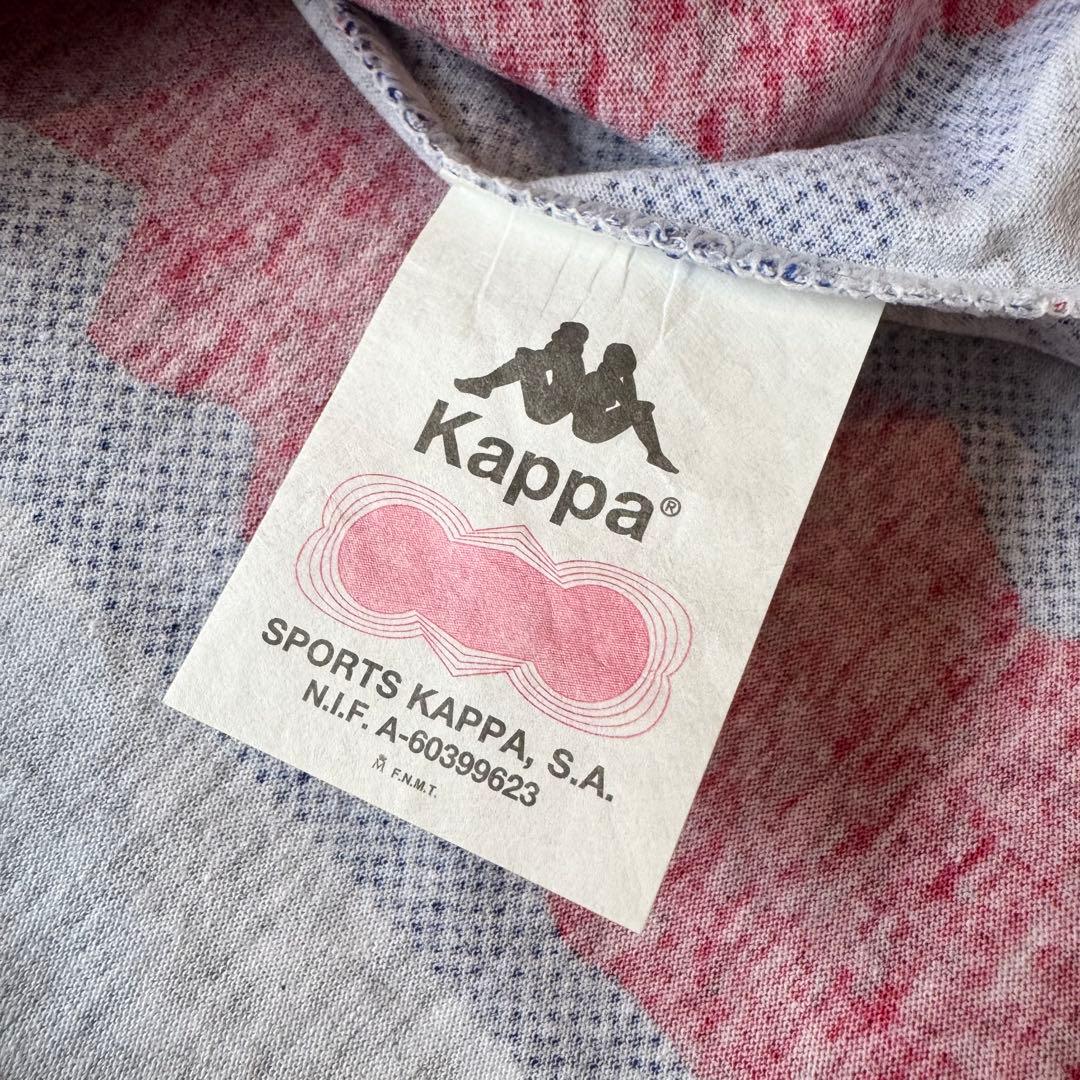 Kappa®
SPORTS KAPPA, S.A.
N.I.F. A-60399623
F.N.M.T.